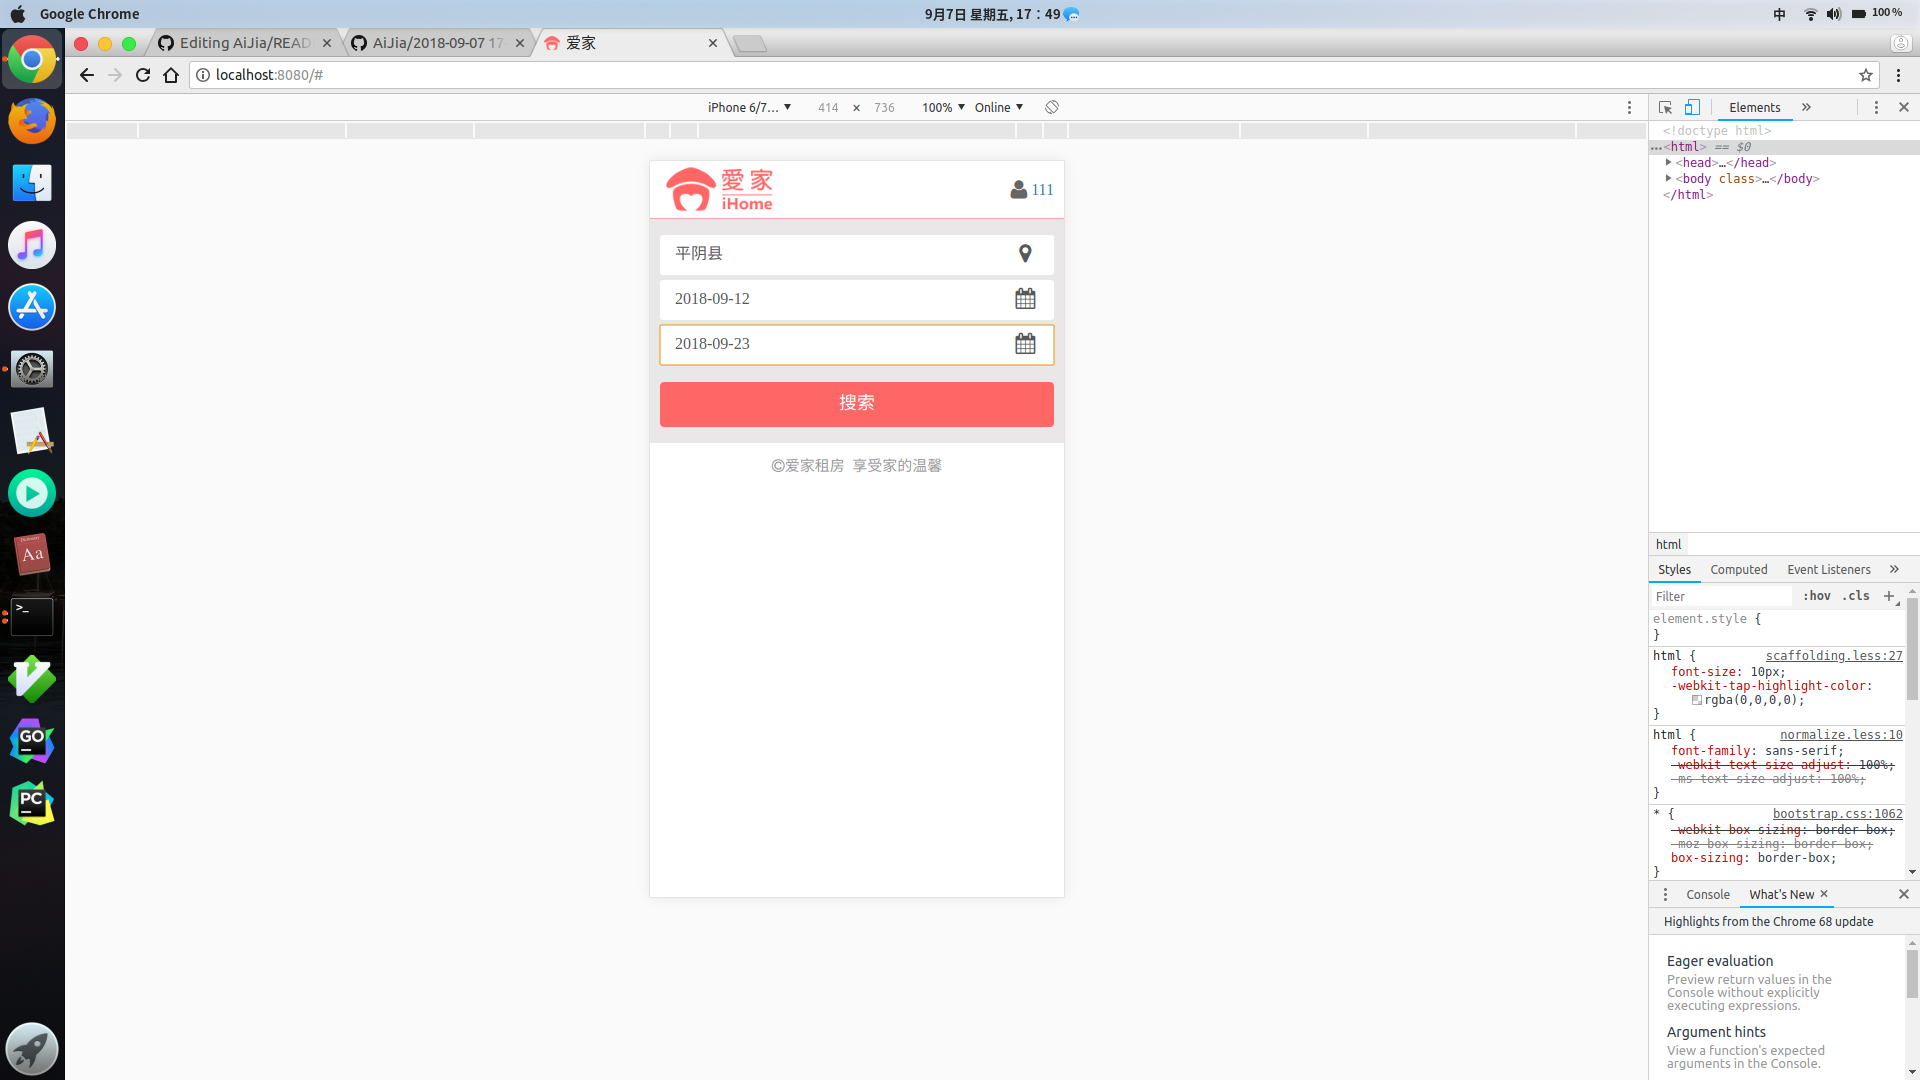 Google Chrome
9月7日 星期五, 17：49
中
100%
Editing AiJia/READ
AiJia/2018-09-07 17
爱家
localhost:8080/#
iPhone 6/7... ▼ 414 × 736 100% ▼ Online ▼
Elements
<!doctype html>
...<html> == $0
<head>…</head>
<body class>…</body>
</html>
愛家
iHome
111
平阴县
2018-09-12
2018-09-23
搜索
©爱家租房 享受家的温馨
Aa
>_
GO
PC
html
Styles Computed Event Listeners
Filter :hov .cls +
element.style {
}
html { scaffolding.less:27
font-size: 10px;
-webkit-tap-highlight-color:
rgba(0,0,0,0);
}
html { normalize.less:10
font-family: sans-serif;
-webkit-text-size-adjust: 100%;
-ms-text-size-adjust: 100%;
}
* { bootstrap.css:1062
-webkit-box-sizing: border-box;
-moz-box-sizing: border-box;
box-sizing: border-box;
}
Console What's New ×
Highlights from the Chrome 68 update
Eager evaluation
Preview return values in the
Console without explicitly
executing expressions.
Argument hints
View a function's expected
arguments in the Console.